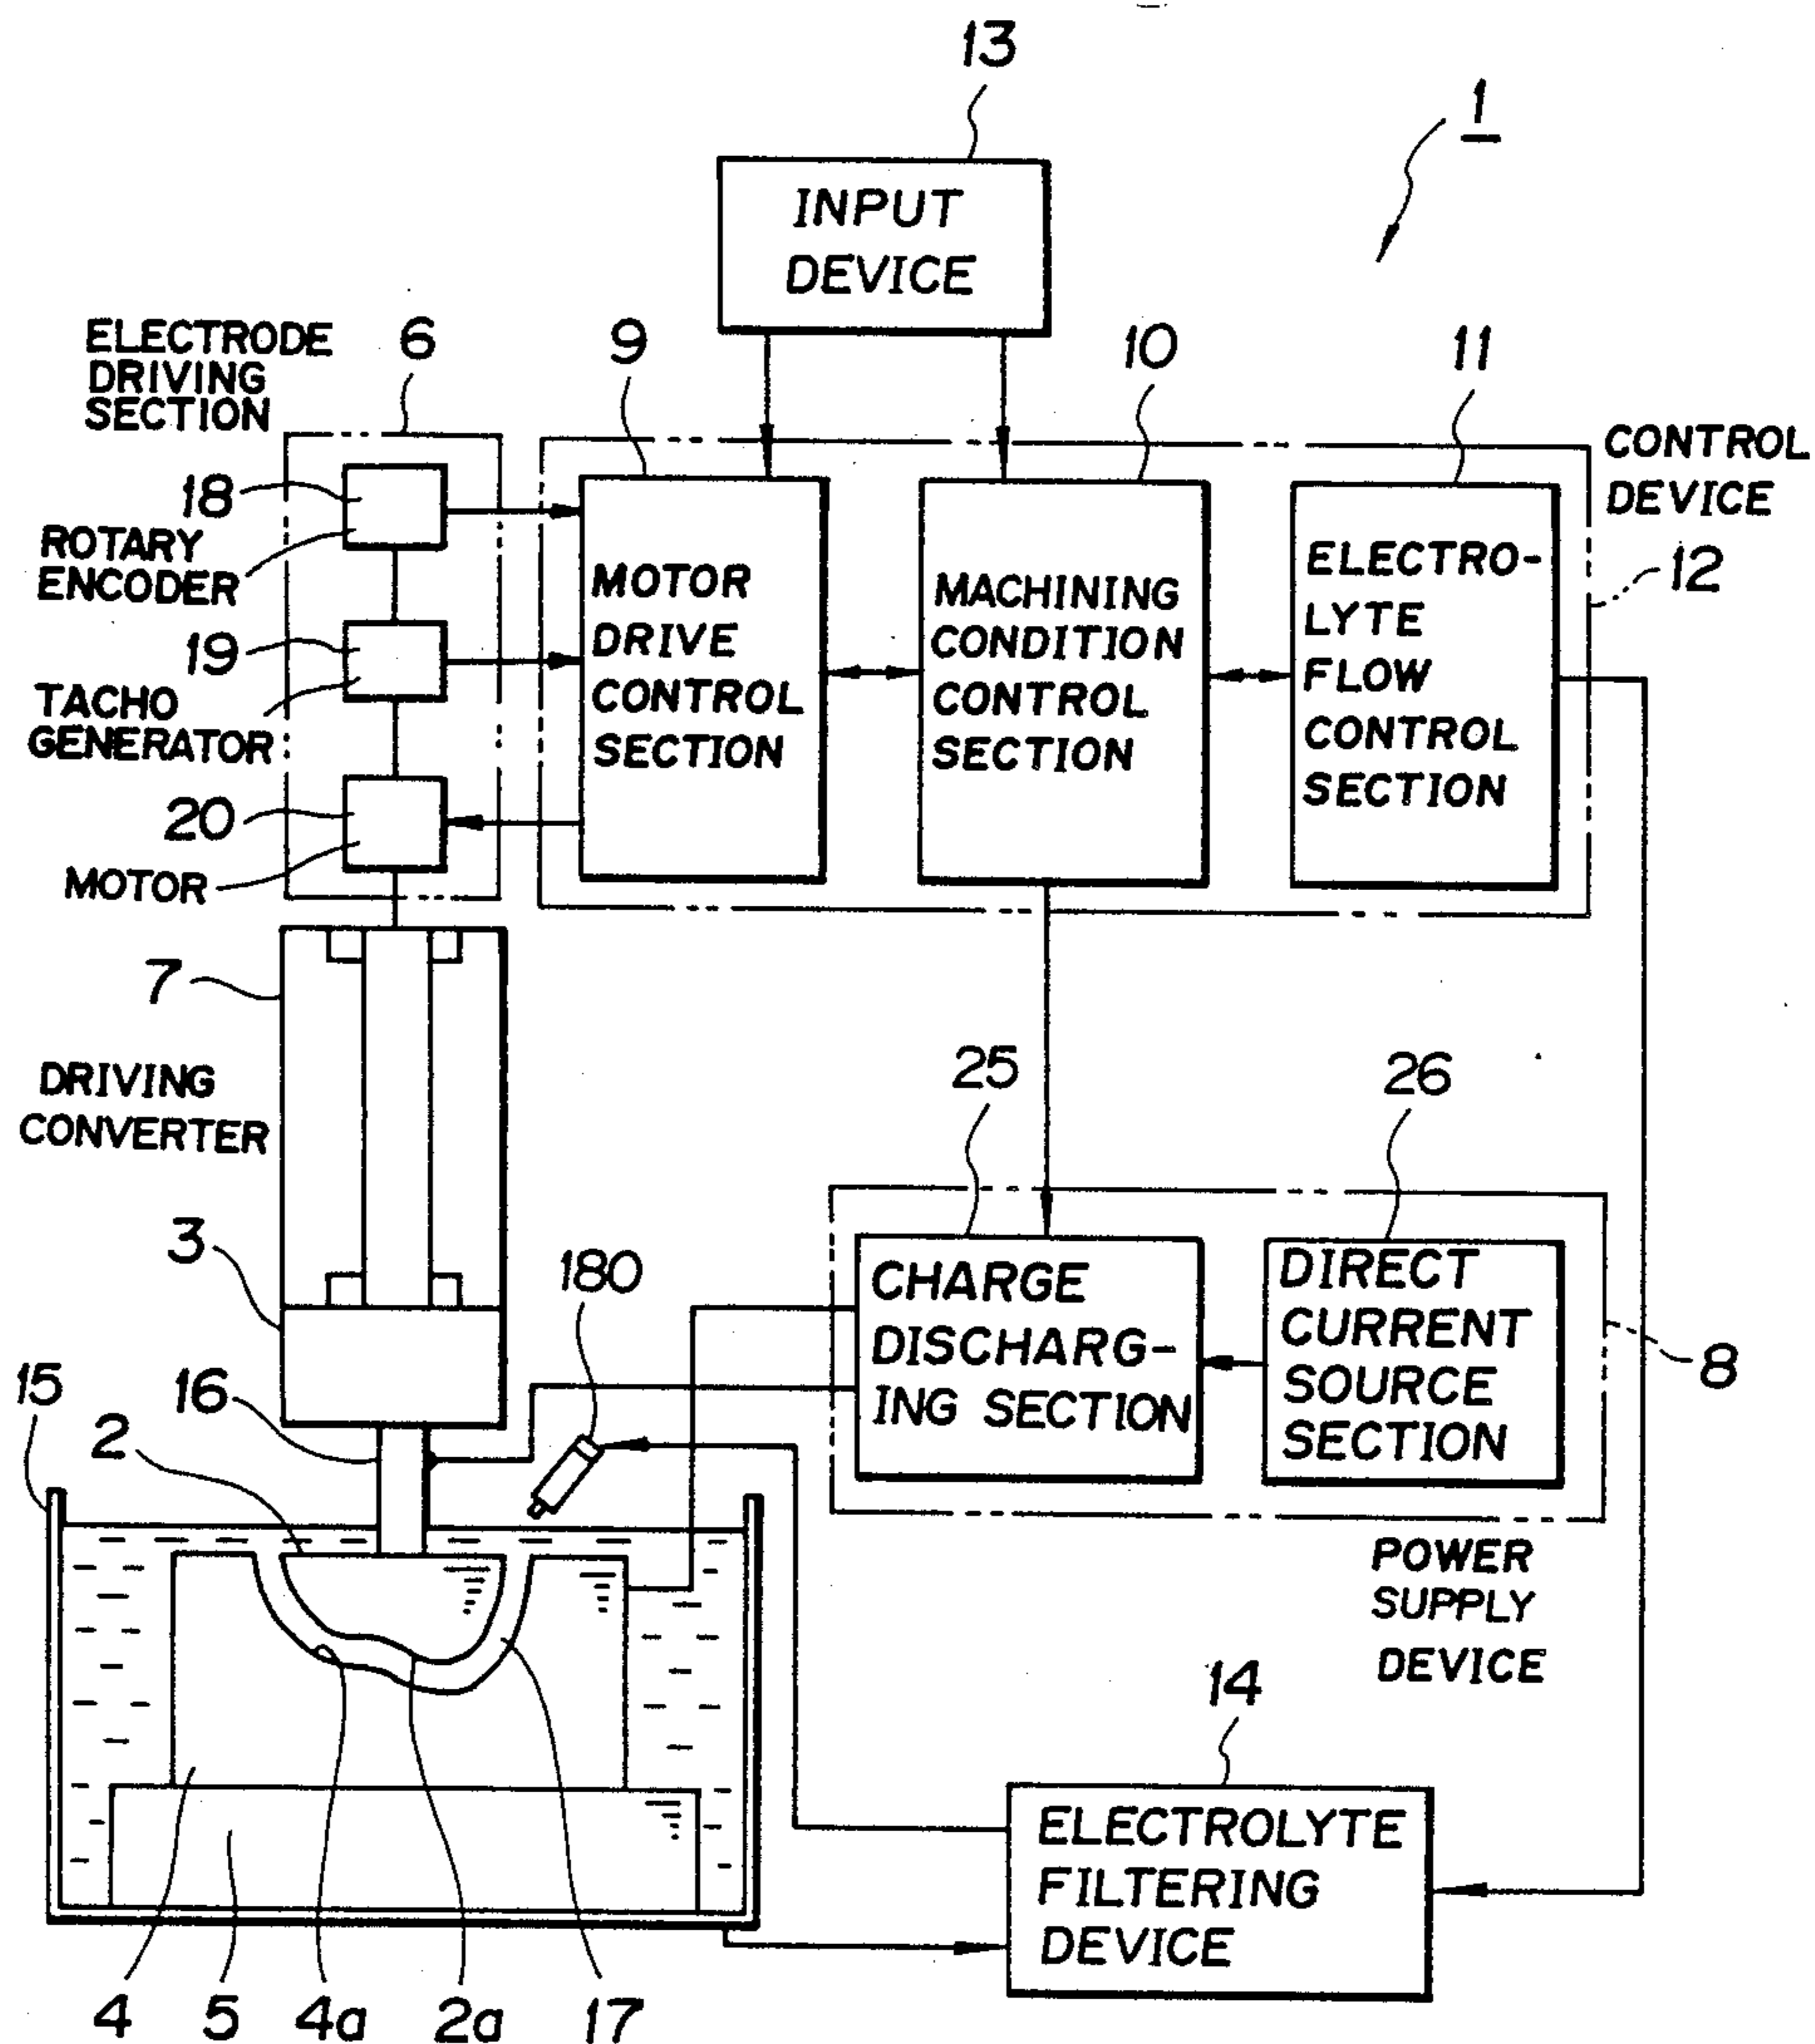 13
1
INPUT
DEVICE
ELECTRODE
DRIVING
SECTION
6
9
10
11
CONTROL
DEVICE
12
18
ROTARY
ENCODER
19
TACHO
GENERATOR
20
MOTOR
MOTOR
DRIVE
CONTROL
SECTION
MACHINING
CONDITION
CONTROL
SECTION
ELECTRO-
LYTE
FLOW
CONTROL
SECTION
7
DRIVING
CONVERTER
3
25
26
180
CHARGE
DISCHARG-
ING SECTION
DIRECT
CURRENT
SOURCE
SECTION
8
POWER
SUPPLY
DEVICE
15
16
2
14
ELECTROLYTE
FILTERING
DEVICE
4
5
4a
2a
17